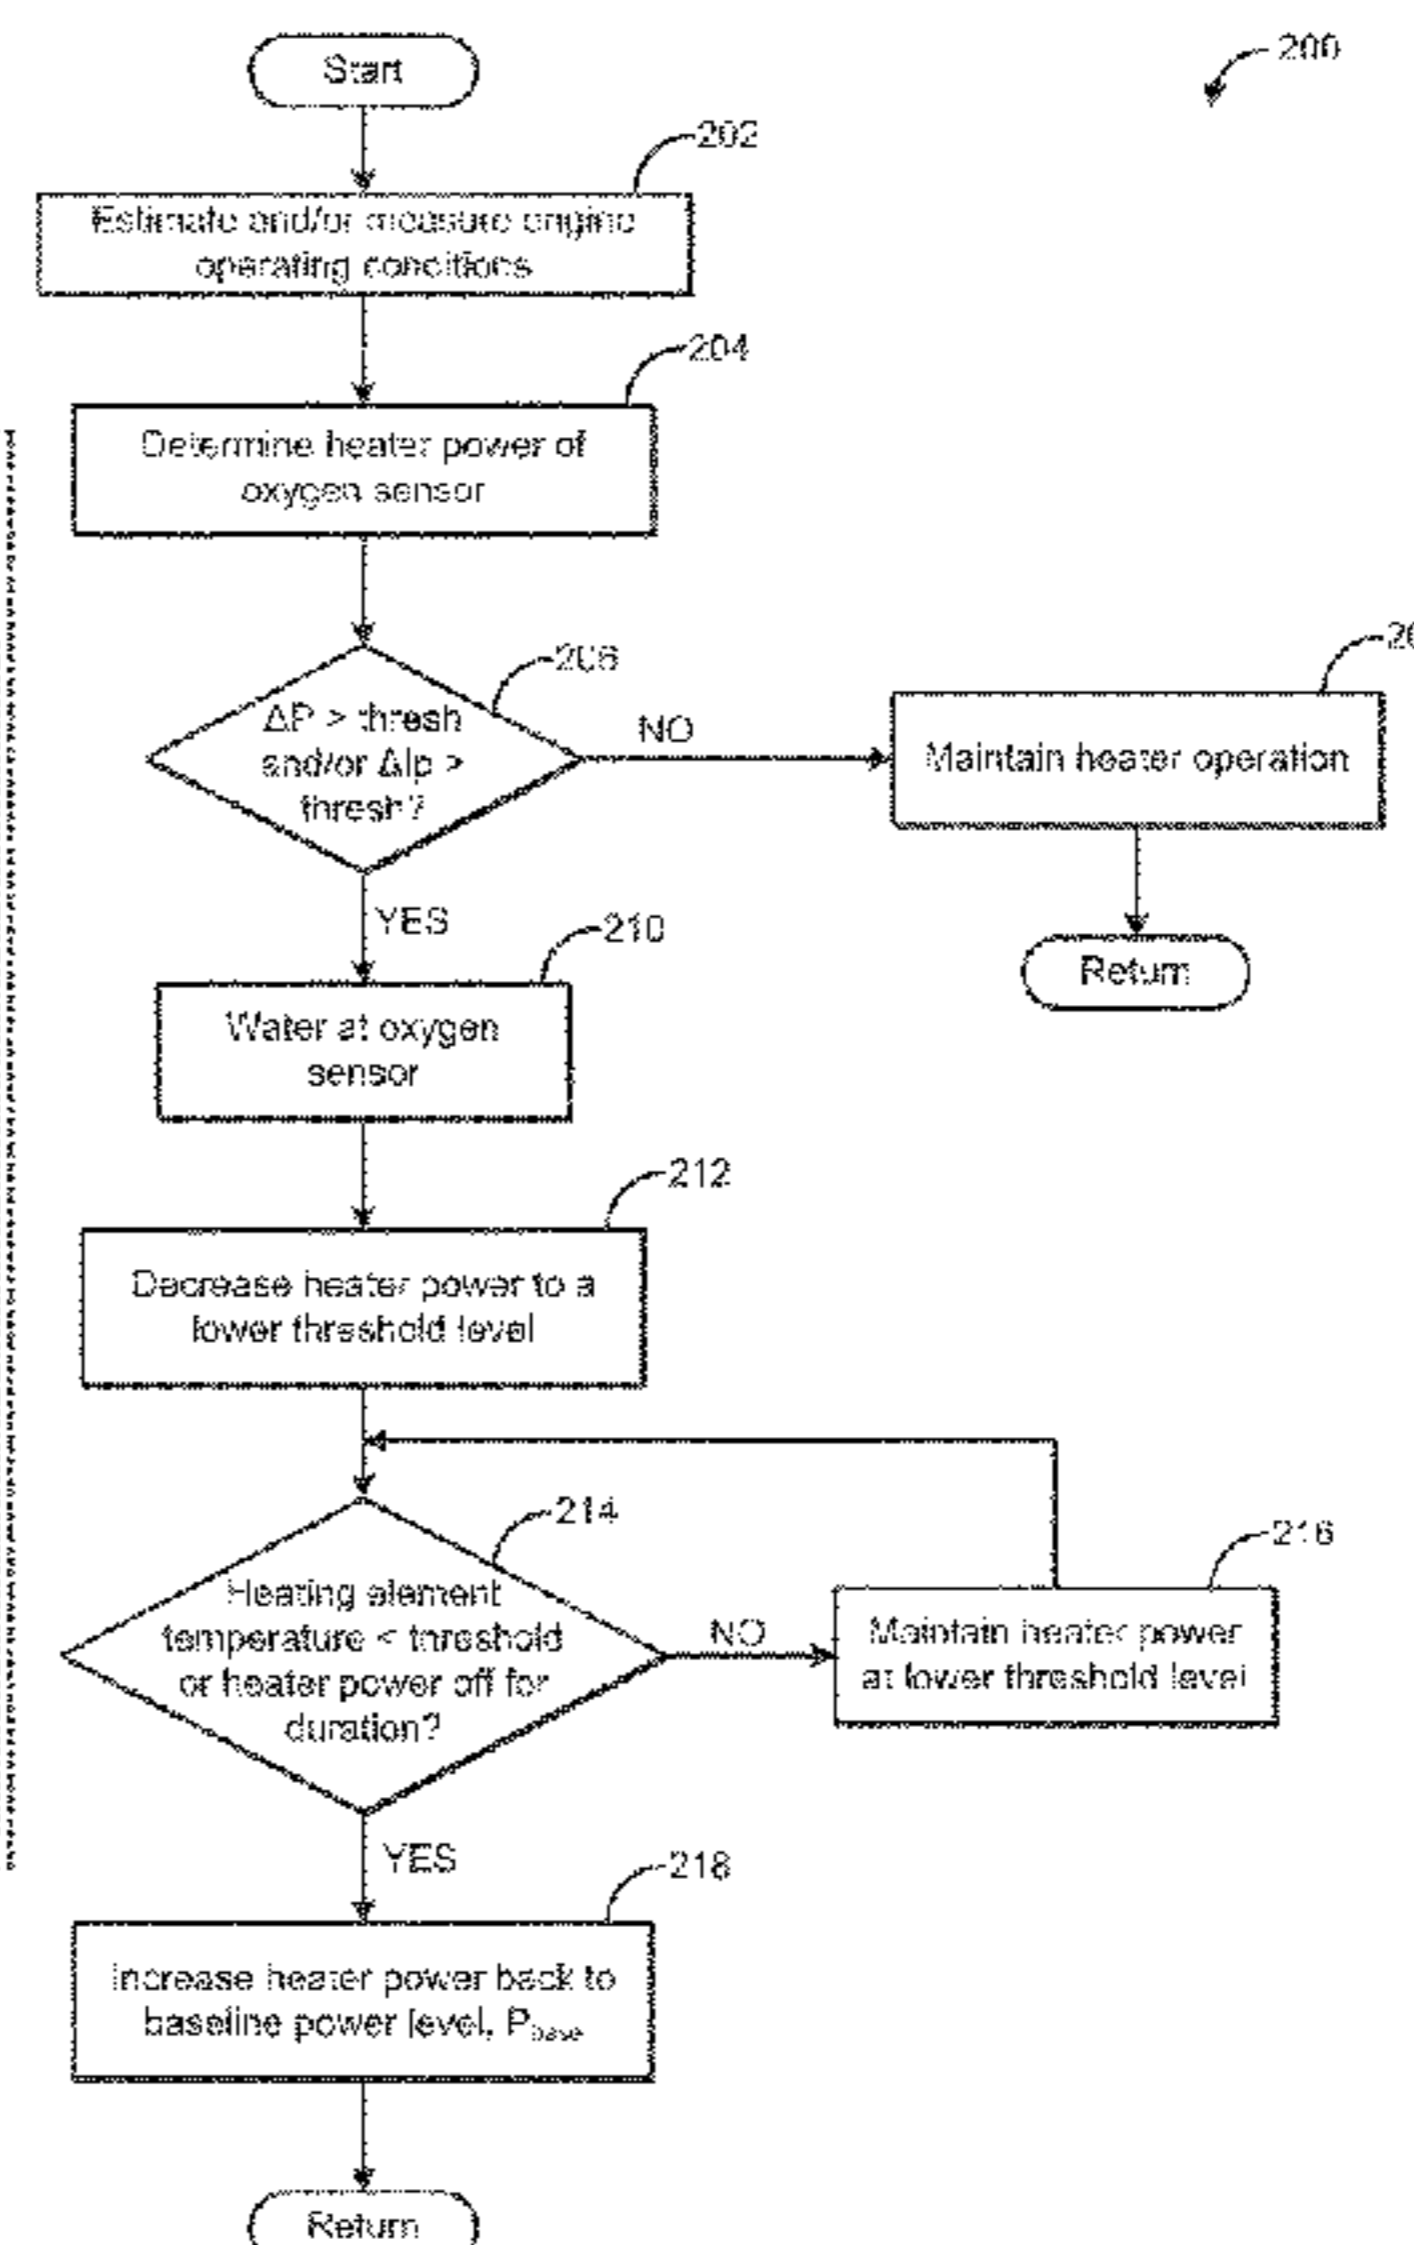 Start
200
202
Estimate and/or measure engine
operating conditions
204
Determine heater power of
oxygen sensor
206
ΔP > thresh
and/or ΔIp >
thresh?
NO
20
Maintain heater operation
Return
YES
210
Water at oxygen
sensor
212
Decrease heater power to a
lower threshold level
214
Heating element
temperature < threshold
or heater power off for
duration?
NO
216
Maintain heater power
at lower threshold level
YES
218
Increase heater power back to
baseline power level, Pbase
Return